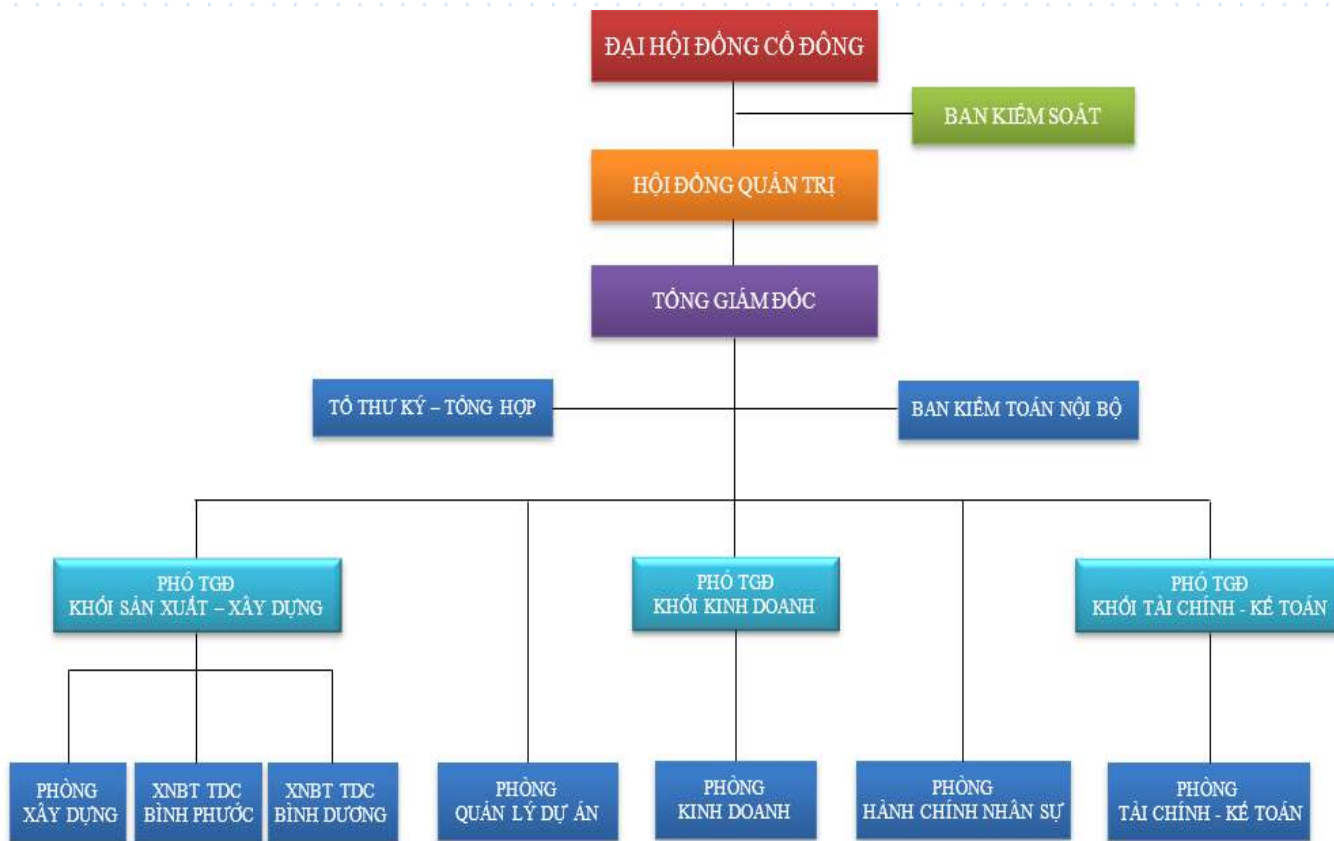 ĐẠI HỘI ĐỒNG CỔ ĐÔNG
BAN KIỂM SOÁT
HỘI ĐỒNG QUẢN TRỊ
TỔNG GIÁM ĐỐC
TỔ THƯ KÝ – TỔNG HỢP
BAN KIỂM TOÁN NỘI BỘ
PHÓ TGĐ
KHỐI SẢN XUẤT – XÂY DỰNG
PHÓ TGĐ
KHỐI KINH DOANH
PHÓ TGĐ
KHỐI TÀI CHÍNH - KẾ TOÁN
PHÒNG
XÂY DỰNG
XNBT TDC
BÌNH PHƯỚC
XNBT TDC
BÌNH DƯƠNG
PHÒNG
QUẢN LÝ DỰ ÁN
PHÒNG
KINH DOANH
PHÒNG
HÀNH CHÍNH NHÂN SỰ
PHÒNG
TÀI CHÍNH - KẾ TOÁN